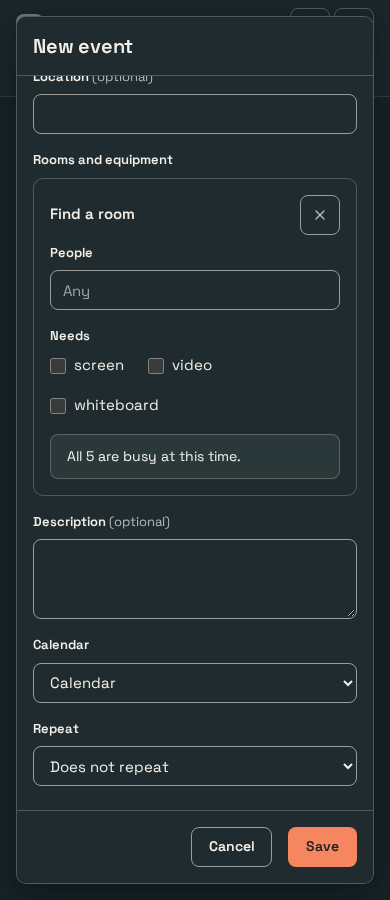 New event
Location (optional)
Rooms and equipment
Find a room
People
Any
Needs
screen video
whiteboard
All 5 are busy at this time.
Description (optional)
Calendar
Calendar
Repeat
Does not repeat
Cancel Save